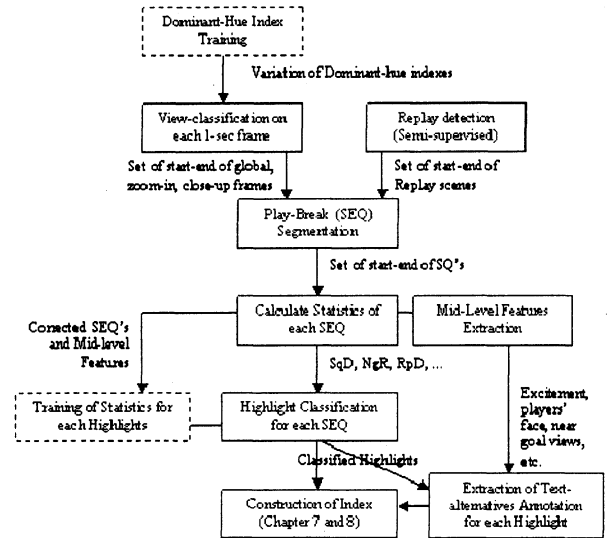 Dominant-Hue Index
Training
Variation of Dominant-hue indexes
View-classification on
each 1-sec frame
Replay detection
(Semi-supervised)
Set of start-end of global,
zoom-in, close-up frames
Set of start-end of
Replay scenes
Play-Break (SEQ)
Segmentation
Set of start-end of SQ's
Calculate Statistics of
each SEQ
Mid-Level Features
Extraction
Corrected SEQ's
and Mid-level
Features
SqD, NgR, RpD, ...
Training of Statistics for
each Highlights
Highlight Classification
for each SEQ
Excitement,
players'
face, near
goal views,
etc.
Classified Highlights
Construction of Index
(Chapter 7 and 8)
Extraction of Text-
alternatives Annotation
for each Highlight